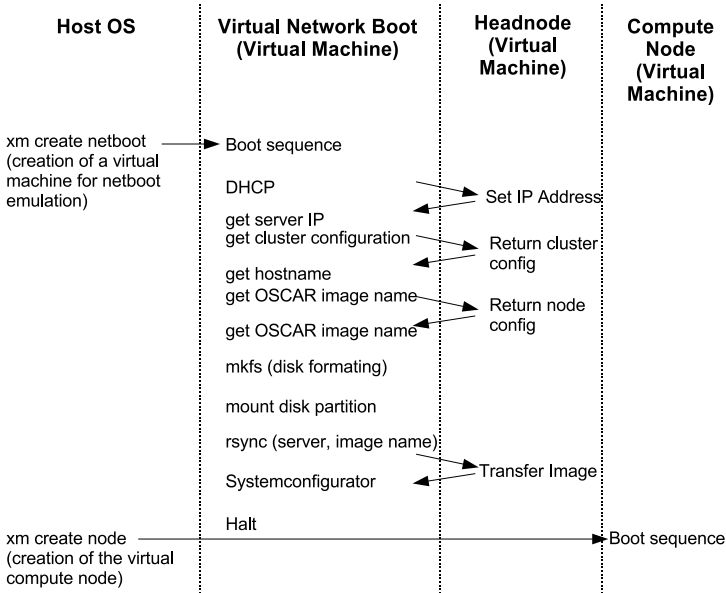 Host OS
Virtual Network Boot
(Virtual Machine)
Headnode
(Virtual
Machine)
Compute
Node
(Virtual
Machine)
xm create netboot
(creation of a virtual
machine for netboot
emulation)
Boot sequence
DHCP
Set IP Address
get server IP
get cluster configuration
Return cluster
config
get hostname
get OSCAR image name
Return node
config
get OSCAR image name
mkfs (disk formating)
mount disk partition
rsync (server, image name)
Transfer Image
Systemconfigurator
Halt
xm create node
(creation of the virtual
compute node)
Boot sequence